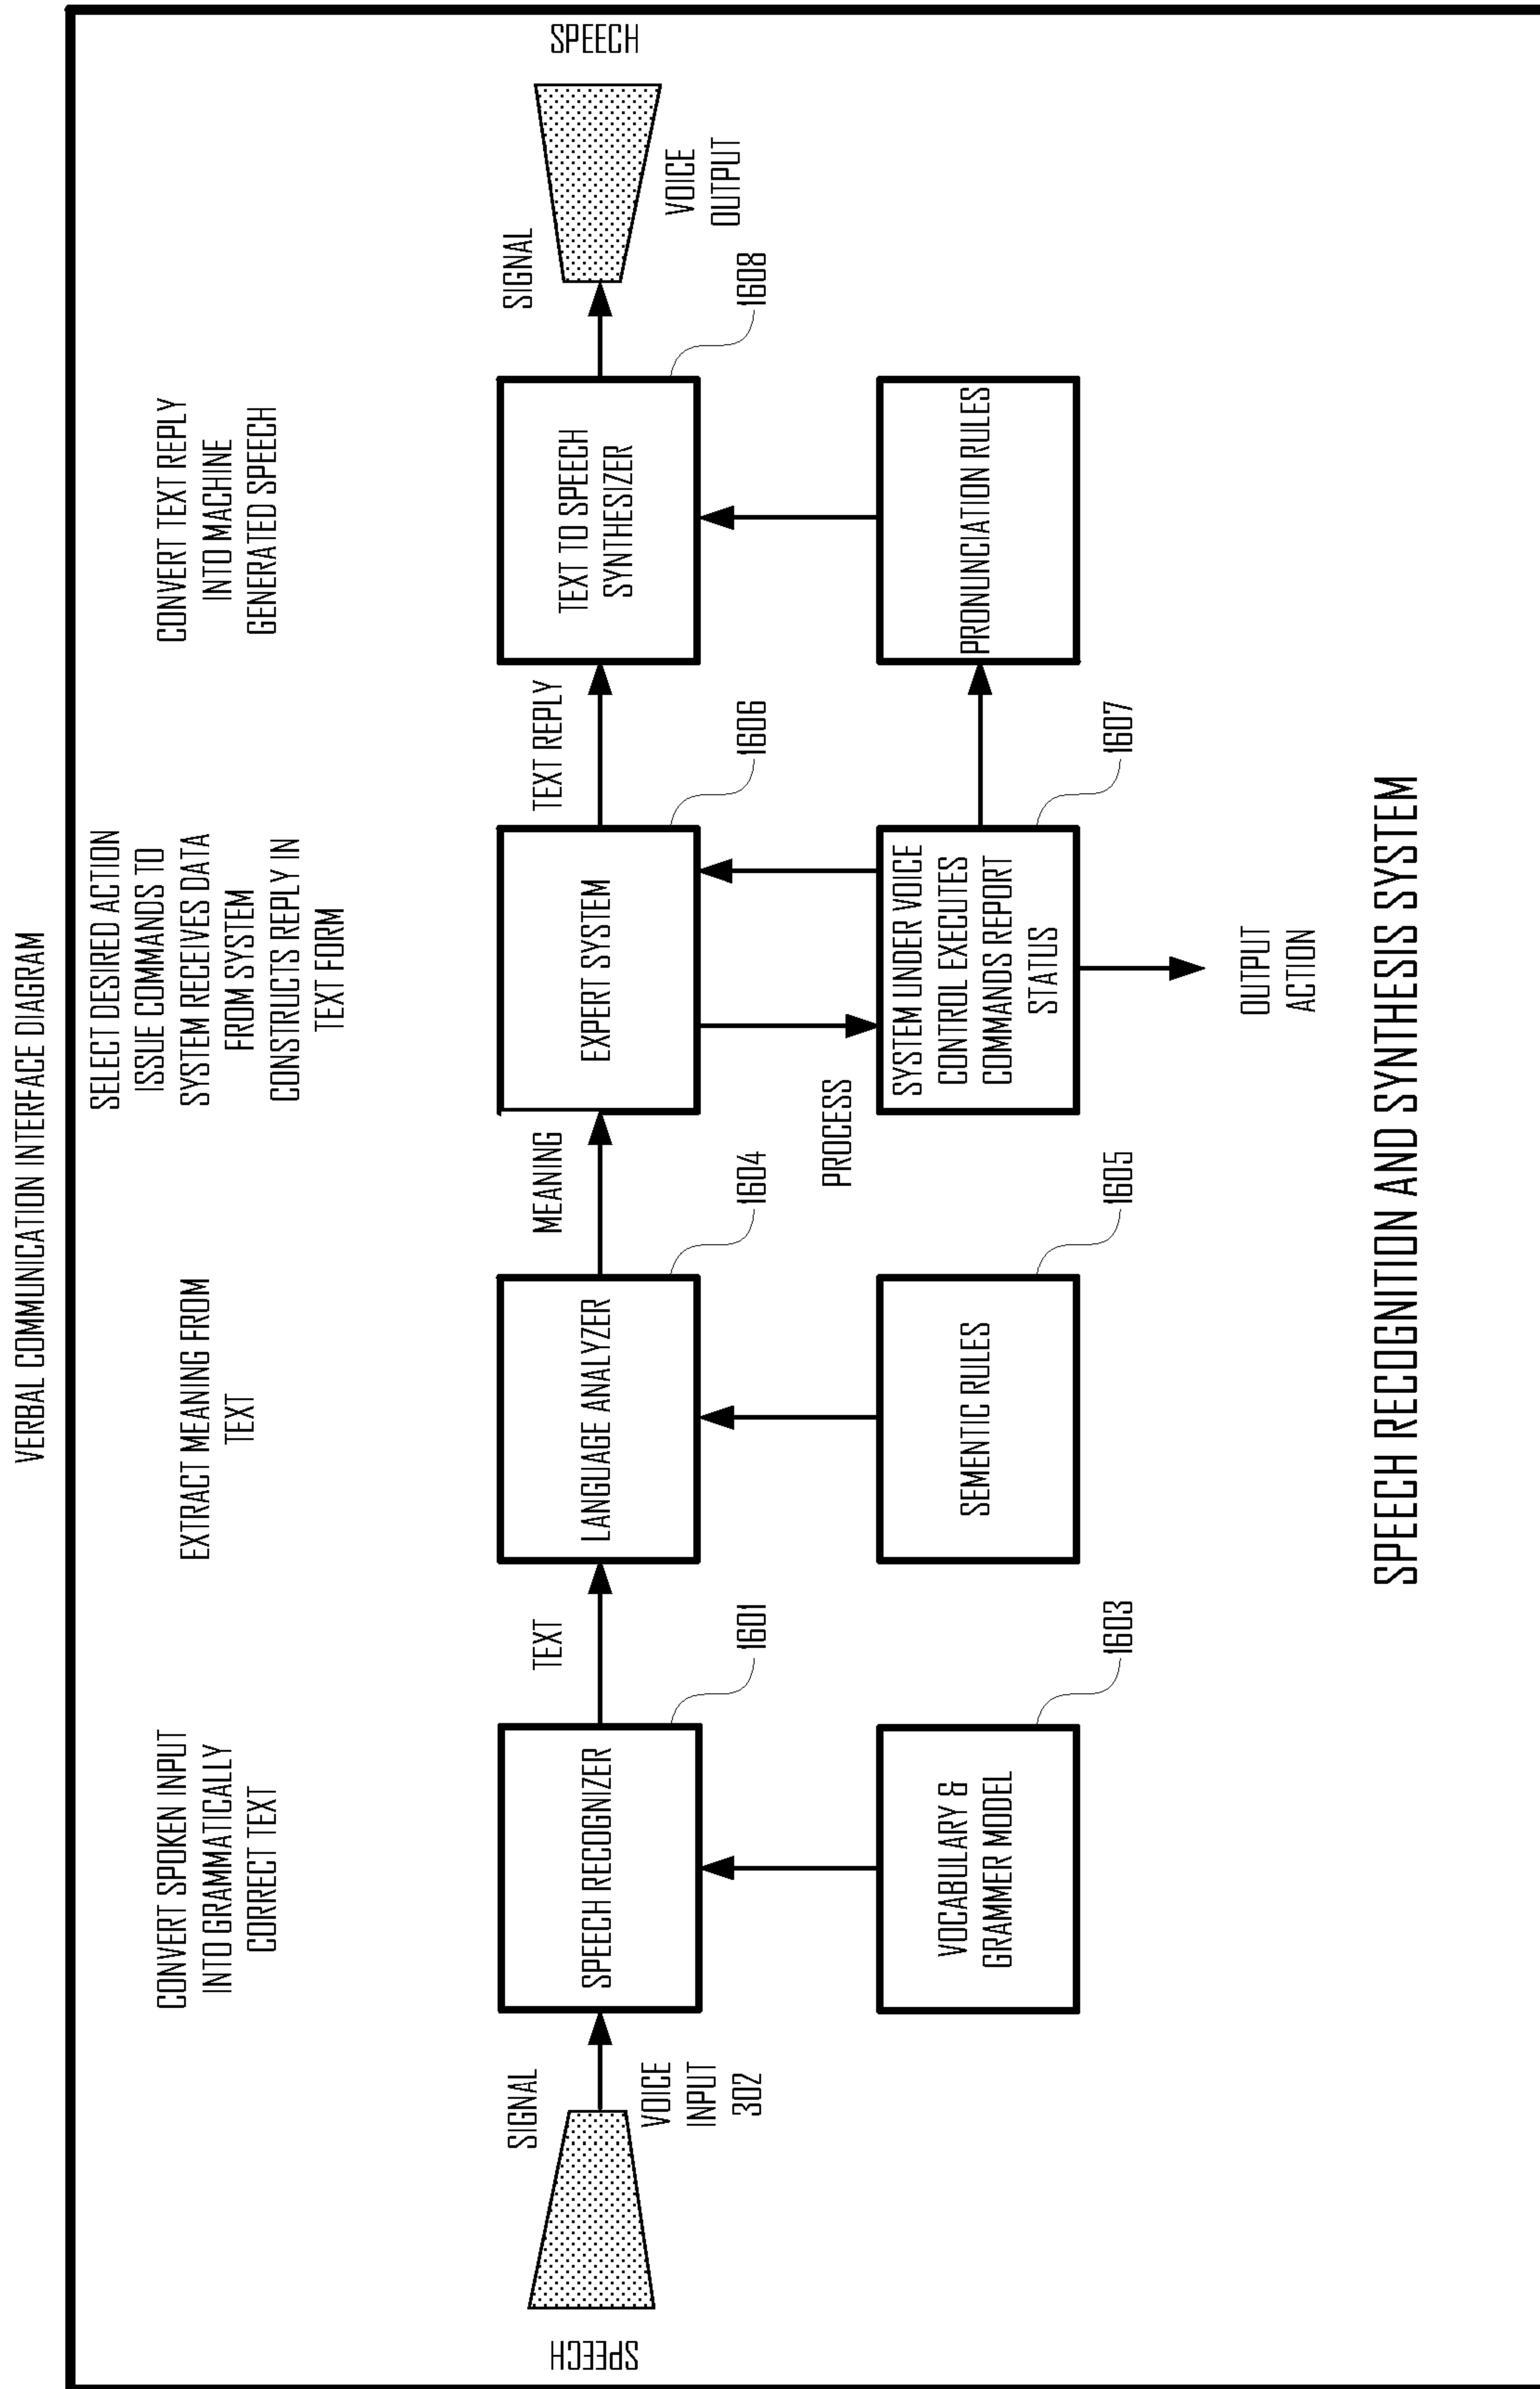 VERBAL COMMUNICATION INTERFACE DIAGRAM
CONVERT SPOKEN INPUT
INTO GRAMMATICALLY
CORRECT TEXT
EXTRACT MEANING FROM
TEXT
SELECT DESIRED ACTION
ISSUE COMMANDS TO
SYSTEM RECEIVES DATA
FROM SYSTEM
CONSTRUCTS REPLY IN
TEXT FORM
CONVERT TEXT REPLY
INTO MACHINE
GENERATED SPEECH
SPEECH
SIGNAL
VOICE
INPUT
302
SPEECH RECOGNIZER
1601
TEXT
LANGUAGE ANALYZER
1604
MEANING
EXPERT SYSTEM
1606
TEXT REPLY
TEXT TO SPEECH
SYNTHESIZER
1608
SIGNAL
VOICE
OUTPUT
SPEECH
VOCABULARY &
GRAMMER MODEL
1603
SEMENTIC RULES
1605
PROCESS
SYSTEM UNDER VOICE
CONTROL EXECUTES
COMMANDS REPORT
STATUS
1607
PRONUNCIATION RULES
OUTPUT
ACTION
SPEECH RECOGNITION AND SYNTHESIS SYSTEM